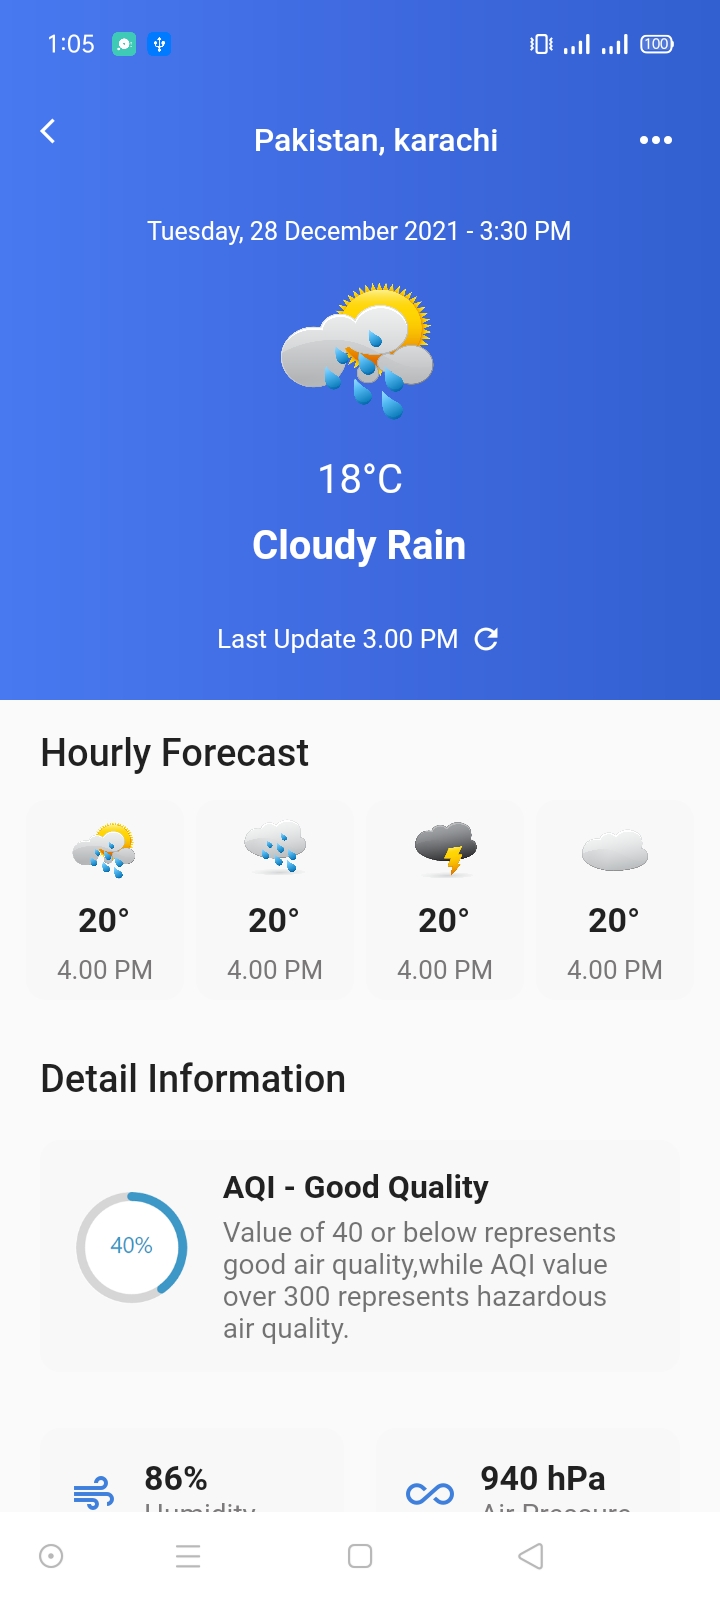 1:05
100
Pakistan, karachi
Tuesday, 28 December 2021 - 3:30 PM
18°C
Cloudy Rain
Last Update 3.00 PM
Hourly Forecast
20° 20° 20° 20°
4.00 PM 4.00 PM 4.00 PM 4.00 PM
Detail Information
AQI - Good Quality
40%
Value of 40 or below represents
good air quality,while AQI value
over 300 represents hazardous
air quality.
86% 940 hPa
Humidity Air Pressure